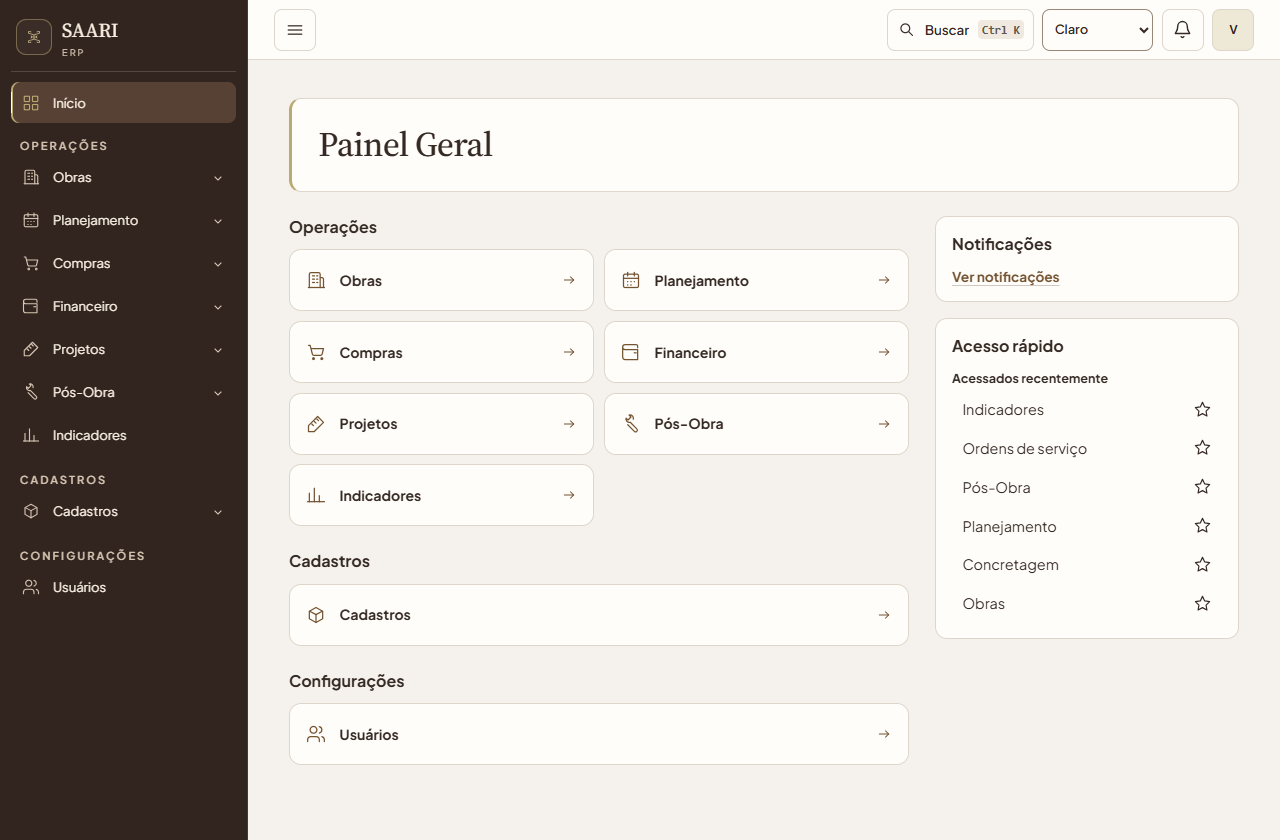 SAARI
ERP
Início
OPERAÇÕES
Obras
Planejamento
Compras
Financeiro
Projetos
Pós-Obra
Indicadores
CADASTROS
Cadastros
CONFIGURAÇÕES
Usuários
Buscar Ctrl K
Claro
V
Painel Geral
Operações
Obras
Planejamento
Compras
Financeiro
Projetos
Pós-Obra
Indicadores
Cadastros
Cadastros
Configurações
Usuários
Notificações
Ver notificações
Acesso rápido
Acessados recentemente
Indicadores
Ordens de serviço
Pós-Obra
Planejamento
Concretagem
Obras